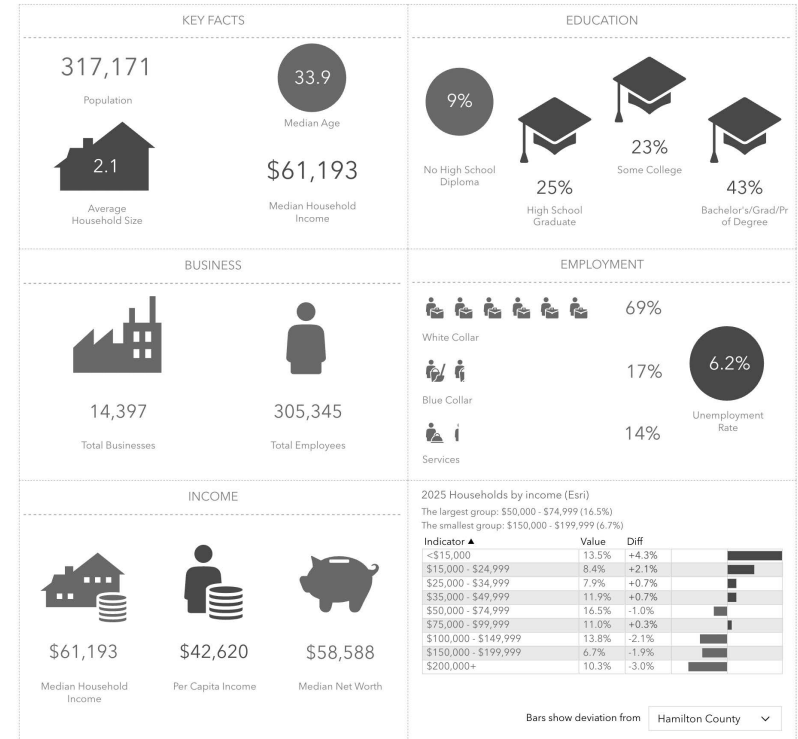 KEY FACTS
317,171
Population
33.9
Median Age
2.1
Average
Household Size
$61,193
Median Household
Income
EDUCATION
9%
No High School
Diploma
25%
High School
Graduate
23%
Some College
43%
Bachelor's/Grad/Pr
of Degree
BUSINESS
14,397
Total Businesses
305,345
Total Employees
EMPLOYMENT
69%
White Collar
17%
Blue Collar
14%
Services
6.2%
Unemployment
Rate
INCOME
$61,193
Median Household
Income
$42,620
Per Capita Income
$58,588
Median Net Worth
2025 Households by income (Esri)
The largest group: $50,000 - $74,999 (16.5%)
The smallest group: $150,000 - $199,999 (6.7%)
Indicator ▲ Value Diff
<$15,000 13.5% +4.3%
$15,000 - $24,999 8.4% +2.1%
$25,000 - $34,999 7.9% +0.7%
$35,000 - $49,999 11.9% +0.7%
$50,000 - $74,999 16.5% -1.0%
$75,000 - $99,999 11.0% +0.3%
$100,000 - $149,999 13.8% -2.1%
$150,000 - $199,999 6.7% -1.9%
$200,000+ 10.3% -3.0%
Bars show deviation from Hamilton County